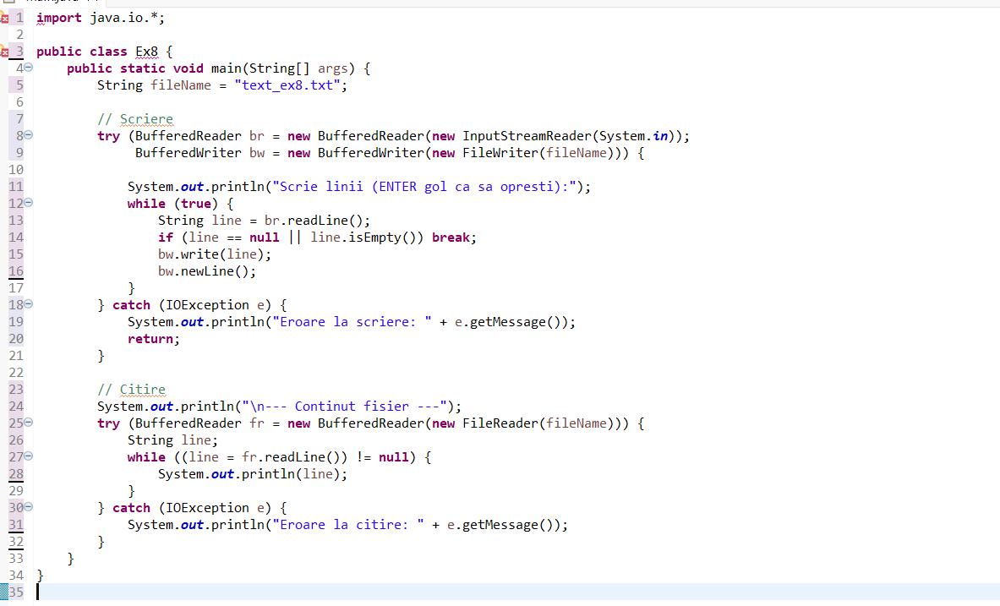 1 import java.io.*;
2
3 public class Ex8 {
4     public static void main(String[] args) {
5         String fileName = "text_ex8.txt";
6
7         // Scriere
8         try (BufferedReader br = new BufferedReader(new InputStreamReader(System.in));
9              BufferedWriter bw = new BufferedWriter(new FileWriter(fileName))) {
10
11             System.out.println("Scrie linii (ENTER gol ca sa opresti):");
12             while (true) {
13                 String line = br.readLine();
14                 if (line == null || line.isEmpty()) break;
15                 bw.write(line);
16                 bw.newLine();
17             }
18         } catch (IOException e) {
19             System.out.println("Eroare la scriere: " + e.getMessage());
20             return;
21         }
22
23         // Citire
24         System.out.println("\n--- Continut fisier ---");
25         try (BufferedReader fr = new BufferedReader(new FileReader(fileName))) {
26             String line;
27             while ((line = fr.readLine()) != null) {
28                 System.out.println(line);
29             }
30         } catch (IOException e) {
31             System.out.println("Eroare la citire: " + e.getMessage());
32         }
33     }
34 }
35